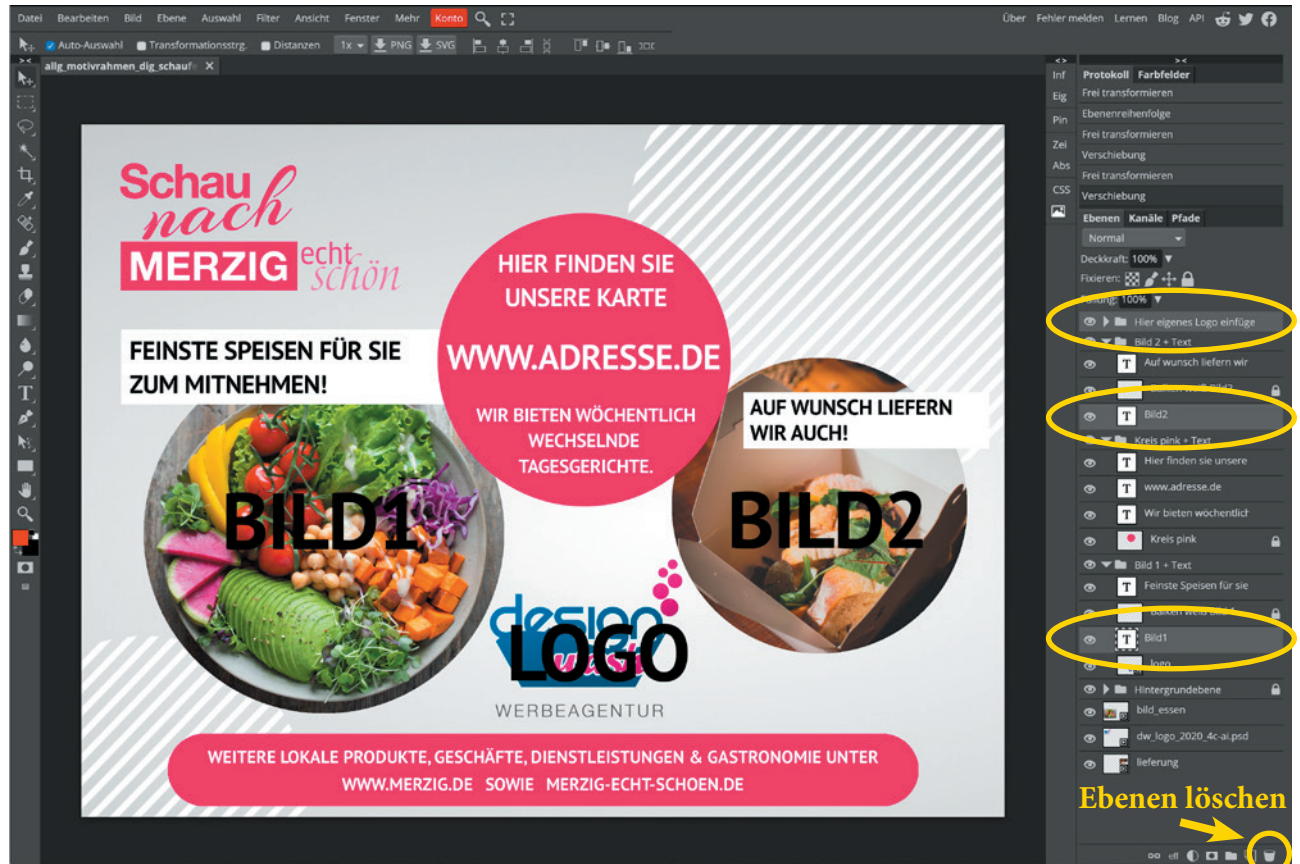 Datei Bearbeiten Bild Ebene Auswahl Filter Ansicht Fenster Mehr Konto
Über Fehler melden Lernen Blog API
Auto-Auswahl Transformationsstrg. Distanzen 1x PNG SVG
allg_motivrahmen_dig_schaufe X
Schau
nach
MERZIG echt
schön
HIER FINDEN SIE
UNSERE KARTE
WWW.ADRESSE.DE
WIR BIETEN WÖCHENTLICH
WECHSELNDE
TAGESGERICHTE.
FEINSTE SPEISEN FÜR SIE
ZUM MITNEHMEN!
AUF WUNSCH LIEFERN
WIR AUCH!
BILD1
BILD2
design
LOGO
WERBEAGENTUR
WEITERE LOKALE PRODUKTE, GESCHÄFTE, DIENSTLEISTUNGEN & GASTRONOMIE UNTER
WWW.MERZIG.DE SOWIE MERZIG-ECHT-SCHOEN.DE
Inf
Eig
Pin
Zei
Abs
CSS
Protokoll Farbfelder
Frei transformieren
Ebenenreihenfolge
Frei transformieren
Verschiebung
Frei transformieren
Verschiebung
Ebenen Kanäle Pfade
Normal
Deckkraft: 100%
Fixieren:
100%
Hier eigenes Logo einfüge
Bild 2 + Text
T Auf wunsch liefern wir
T Bild2
Kreis pink + Text
T Hier finden sie unsere
T www.adresse.de
T Wir bieten wöchentlich
Kreis pink
Bild 1 + Text
T Feinste Speisen für sie
T Bild1
logo
Hintergrundebene
bild_essen
dw_logo_2020_4c-ai.psd
lieferung
Ebenen löschen
eff